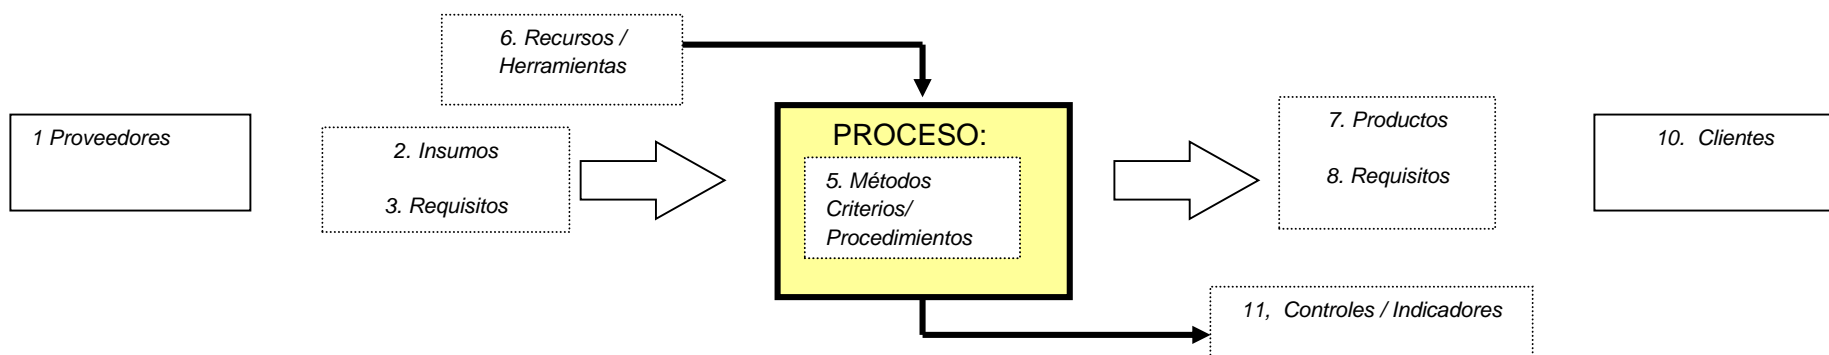 6. Recursos /
Herramientas
1 Proveedores
2. Insumos
3. Requisitos
PROCESO:
5. Métodos
Criterios/
Procedimientos
7. Productos
8. Requisitos
10. Clientes
11, Controles / Indicadores